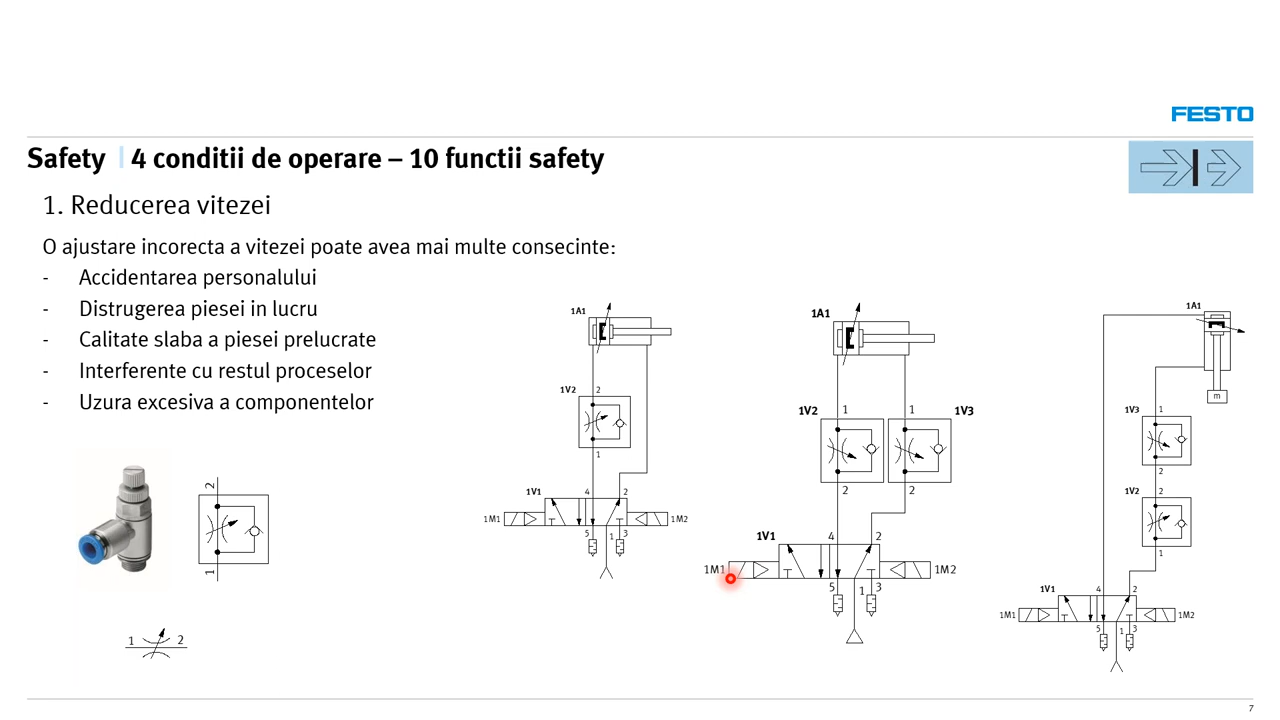 FESTO
Safety | 4 conditii de operare – 10 functii safety
1. Reducerea vitezei
O ajustare incorecta a vitezei poate avea mai multe consecinte:
- Accidentarea personalului
- Distrugerea piesei in lucru
- Calitate slaba a piesei prelucrate
- Interferente cu restul proceselor
- Uzura excesiva a componentelor
2
1
1 2
1A1
1V2 2
1
1V1 4 2
1M1 1M2
5 1 3
1A1
1V2 1 1 1V3
2 2
1V1 4 2
1M1 1M2
5 1 3
1A1
1V3 1
2
1V2 2
1
1V1 4 2
1M1 1M2
5 1 3
m
7